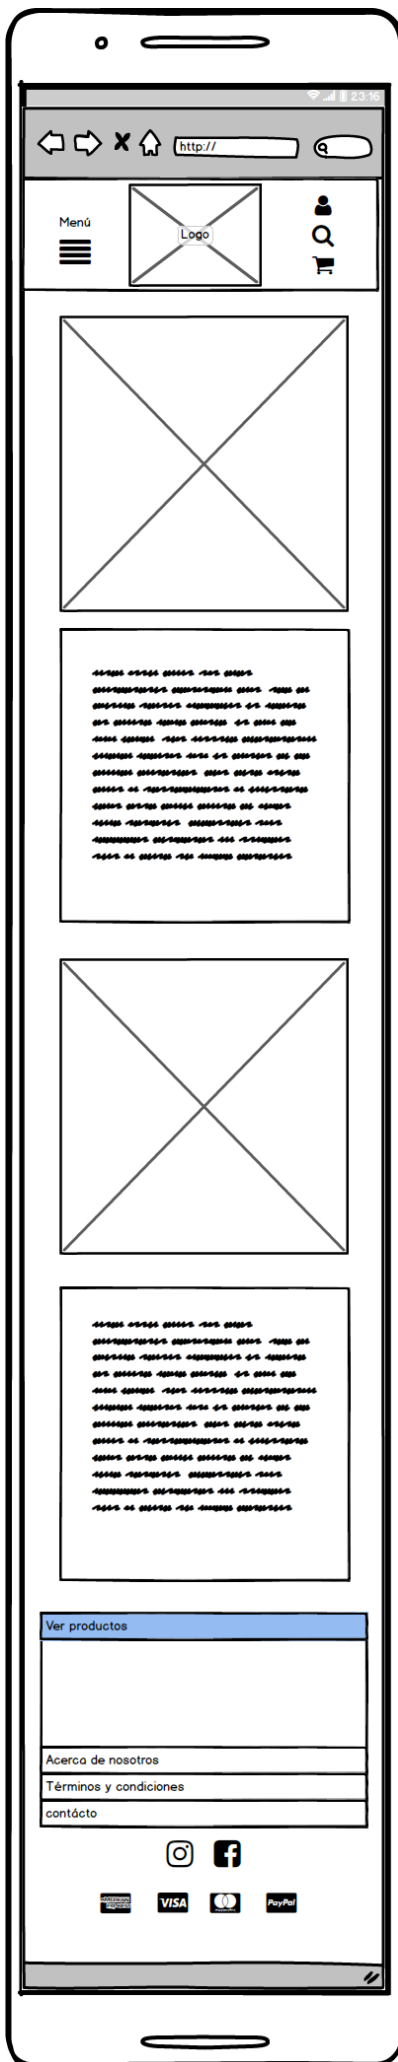 23:16
http://
Menú
Logo
Ver productos
Acerca de nosotros
Términos y condiciones
contácto
VISA
PayPal